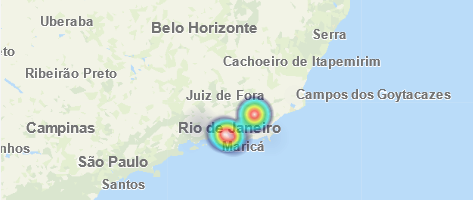 Uberaba
Belo Horizonte
Serra
Cachoeiro de Itapemirim
Ribeirão Preto
Juiz de Fora
Campos dos Goytacazes
Campinas
Rio de Janeiro
nhos
Maricá
São Paulo
Santos